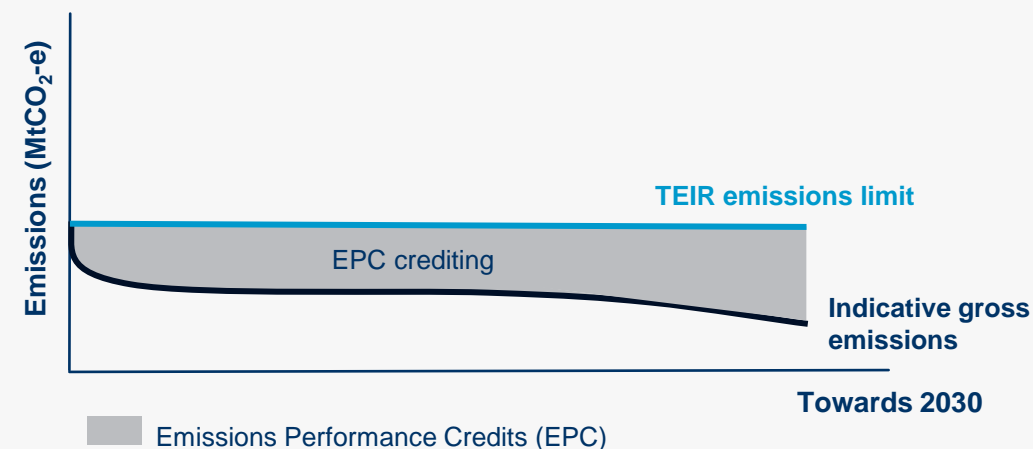 Emissions (MtCO₂-e)
TEIR emissions limit
EPC crediting
Indicative gross
emissions
Towards 2030
Emissions Performance Credits (EPC)